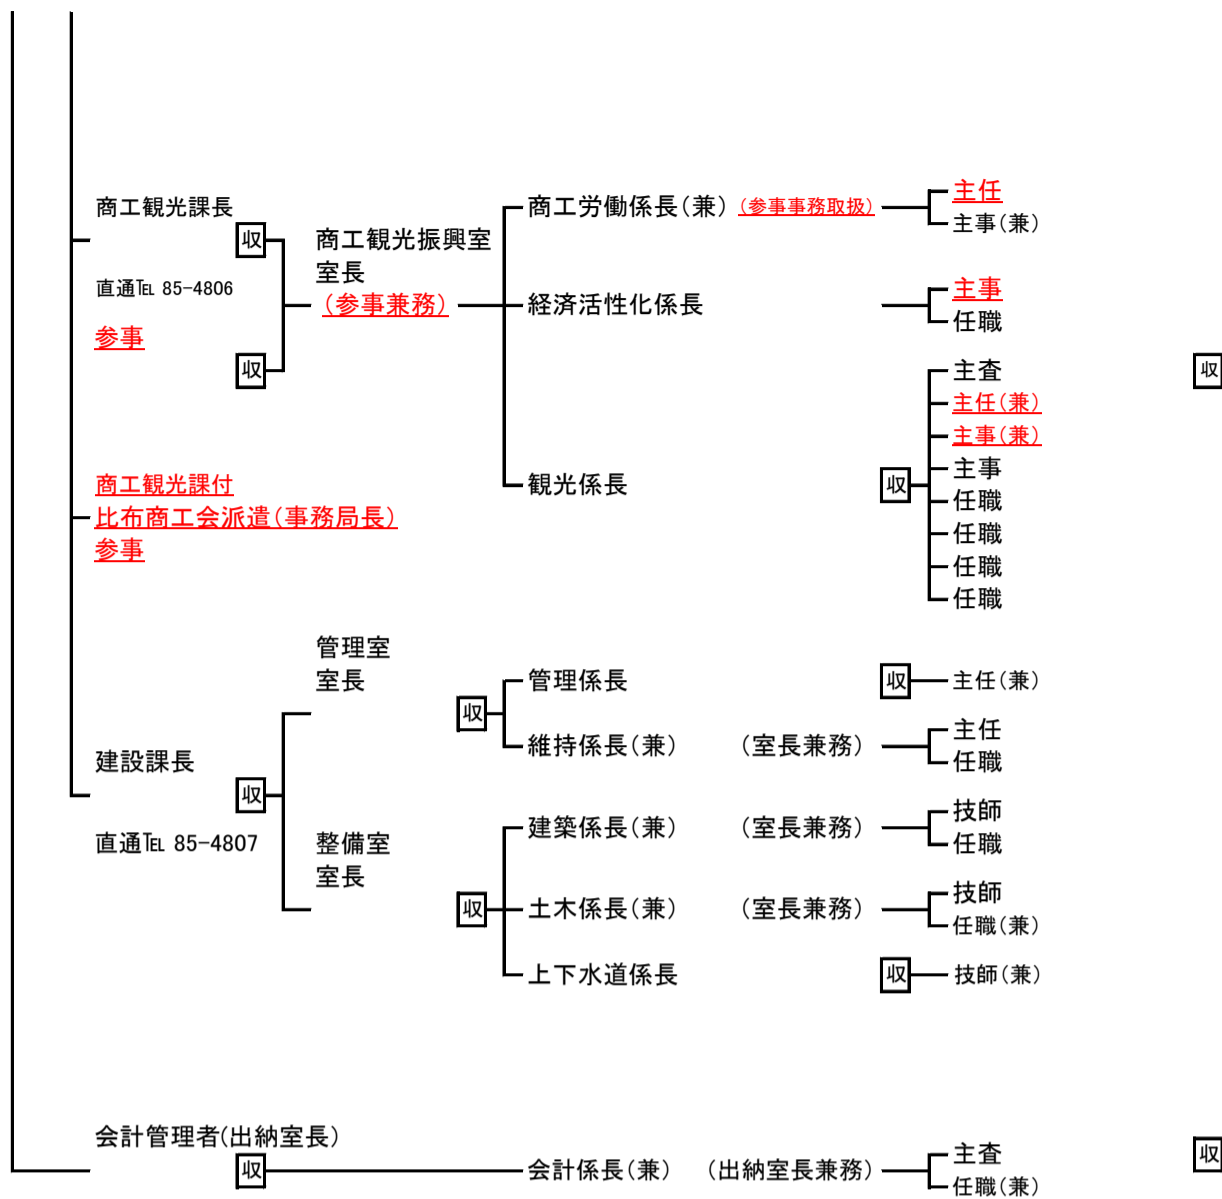 商工観光課長
収
直通℡ 85-4806
参事
収
商工観光振興室
室長
(参事兼務)
商工労働係長(兼) (参事事務取扱)
主任
主事(兼)
経済活性化係長
主事
任職
観光係長
収
主査
収
主任(兼)
主事(兼)
主事
任職
任職
任職
任職
商工観光課付
比布商工会派遣(事務局長)
参事
建設課長
収
直通℡ 85-4807
管理室
室長
収
管理係長
収
主任(兼)
維持係長(兼) (室長兼務)
主任
任職
整備室
室長
収
建築係長(兼) (室長兼務)
技師
任職
土木係長(兼) (室長兼務)
技師
任職(兼)
上下水道係長
収
技師(兼)
会計管理者(出納室長)
収
会計係長(兼) (出納室長兼務)
主査
収
任職(兼)